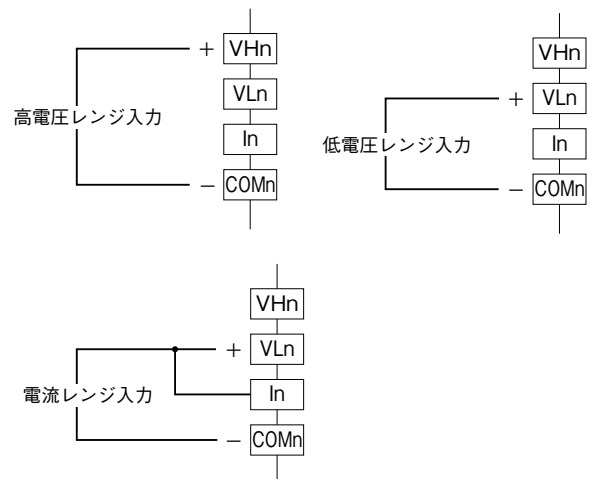 + VHn
VLn
高電圧レンジ入力
In
− COMn
VHn
+ VLn
低電圧レンジ入力
In
− COMn
VHn
+ VLn
電流レンジ入力
In
− COMn